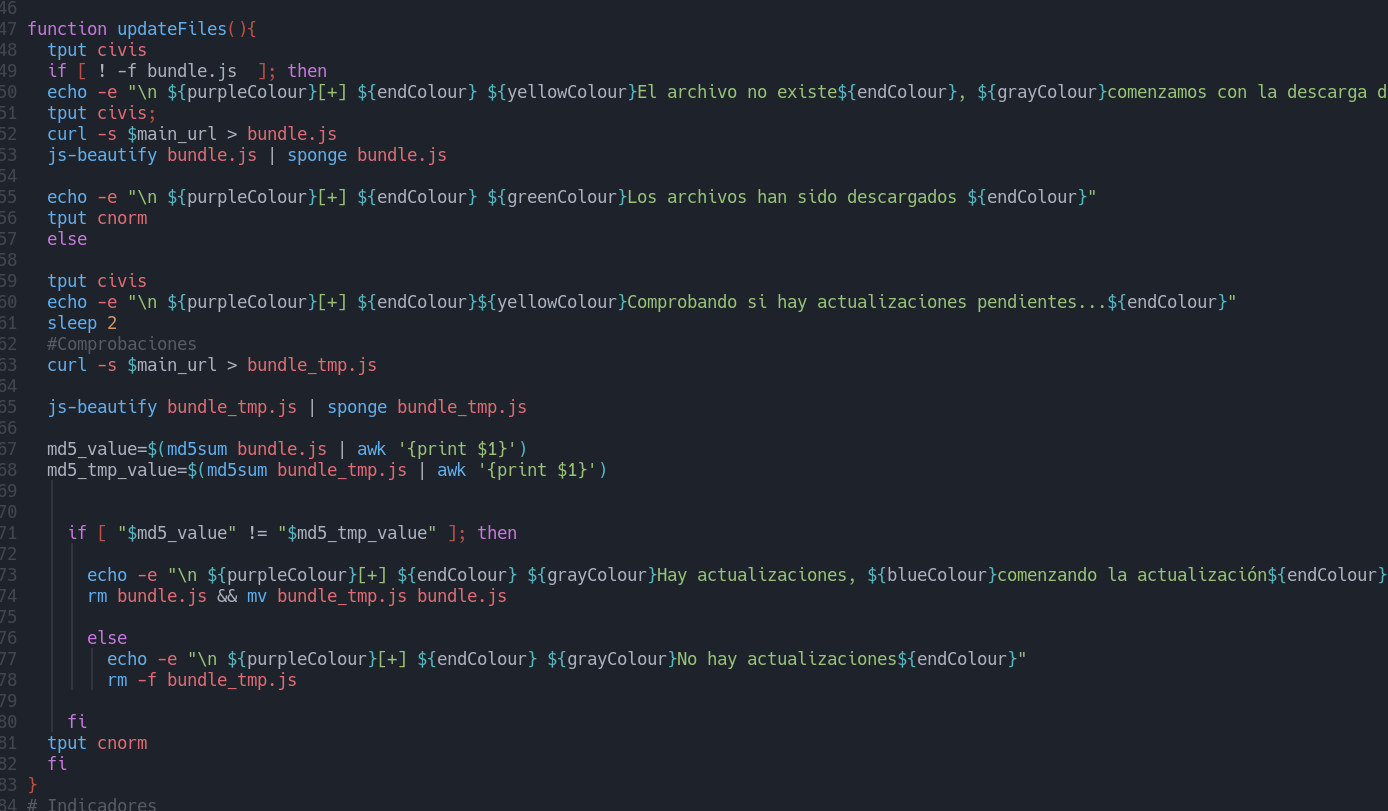 46
47 function updateFiles(){
48   tput civis
49   if [ ! -f bundle.js  ]; then
50   echo -e "\n ${purpleColour}[+] ${endColour} ${yellowColour}El archivo no existe${endColour}, ${grayColour}comenzamos con la descarga d
51   tput civis;
52   curl -s $main_url > bundle.js
53   js-beautify bundle.js | sponge bundle.js
54
55   echo -e "\n ${purpleColour}[+] ${endColour} ${greenColour}Los archivos han sido descargados ${endColour}"
56   tput cnorm
57   else
58
59   tput civis
60   echo -e "\n ${purpleColour}[+] ${endColour}${yellowColour}Comprobando si hay actualizaciones pendientes...${endColour}"
61   sleep 2
62   #Comprobaciones
63   curl -s $main_url > bundle_tmp.js
64
65   js-beautify bundle_tmp.js | sponge bundle_tmp.js
66
67   md5_value=$(md5sum bundle.js | awk '{print $1}')
68   md5_tmp_value=$(md5sum bundle_tmp.js | awk '{print $1}')
69
70
71     if [ "$md5_value" != "$md5_tmp_value" ]; then
72
73       echo -e "\n ${purpleColour}[+] ${endColour} ${grayColour}Hay actualizaciones, ${blueColour}comenzando la actualización${endColour}
74       rm bundle.js && mv bundle_tmp.js bundle.js
75
76       else
77         echo -e "\n ${purpleColour}[+] ${endColour} ${grayColour}No hay actualizaciones${endColour}"
78         rm -f bundle_tmp.js
79
80     fi
81   tput cnorm
82   fi
83 }
84 # Indicadores